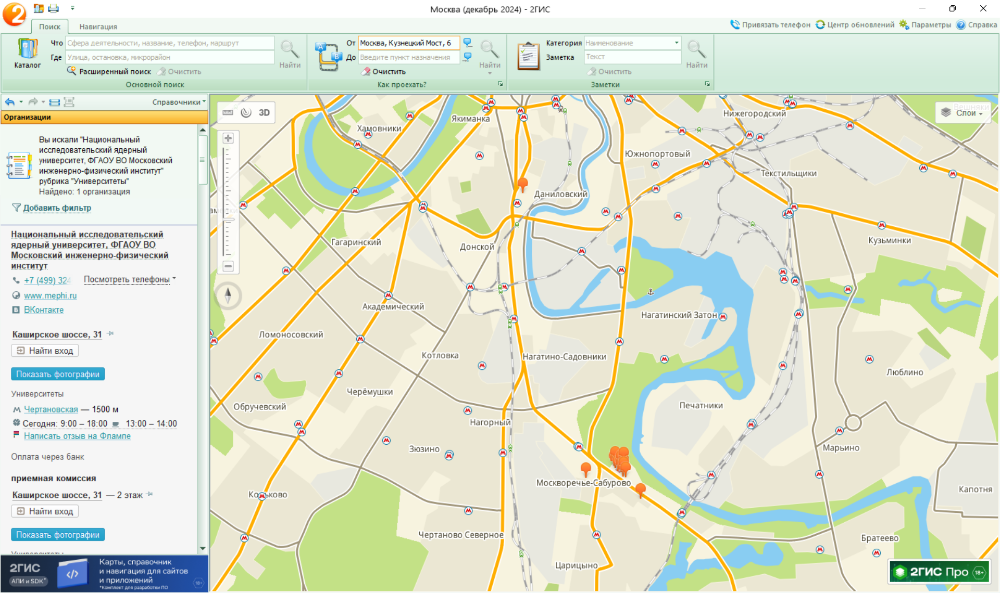 Москва (декабрь 2024) - 2ГИС
Поиск
Навигация
Привязать телефон
Центр обновлений
Параметры
Справка
Каталог
Что
Сфера деятельности, название, телефон, маршрут
Где
Улица, остановка, микрорайон
Расширенный поиск
Очистить
Найти
Основной поиск
От
Москва, Кузнецкий Мост, 6
До
Введите пункт назначения
Очистить
Найти
Как проехать?
Категория
Наименование
Заметка
Текст
Очистить
Найти
Заметки
Справочники
Организации
Вы искали "Национальный
исследовательский ядерный
университет, ФГАОУ ВО Московский
инженерно-физический институт"
рубрика "Университеты"
Найдено: 1 организация
Добавить фильтр
Национальный исследовательский
ядерный университет, ФГАОУ ВО
Московский инженерно-физический
институт
+7 (499) 324
Посмотреть телефоны
www.mephi.ru
ВКонтакте
Каширское шоссе, 31
Найти вход
Показать фотографии
Университеты
Чертановская — 1500 м
Сегодня: 9:00 – 18:00 13:00 – 14:00
Написать отзыв на Флампе
Оплата через банк
приемная комиссия
Каширское шоссе, 31 — 2 этаж
Найти вход
Показать фотографии
Университеты
2ГИС
АПИ и SDK*
Карты, справочник
и навигация для сайтов
и приложений
*Комплект для разработки ПО
18+
3D
Слои
Вешняки
Хамовники
Якиманка
Нижегородский
Южнопортовый
Текстильщики
Даниловский
Гагаринский
Донской
Кузьминки
Академический
Нагатинский Затон
Ломоносовский
Котловка
Нагатино-Садовники
Люблино
Черёмушки
Обручевский
Печатники
Нагорный
Зюзино
Марьино
Москворечье-Сабурово
Коньково
Капотня
Чертаново Северное
Братеево
Царицыно
2ГИС Про 18+